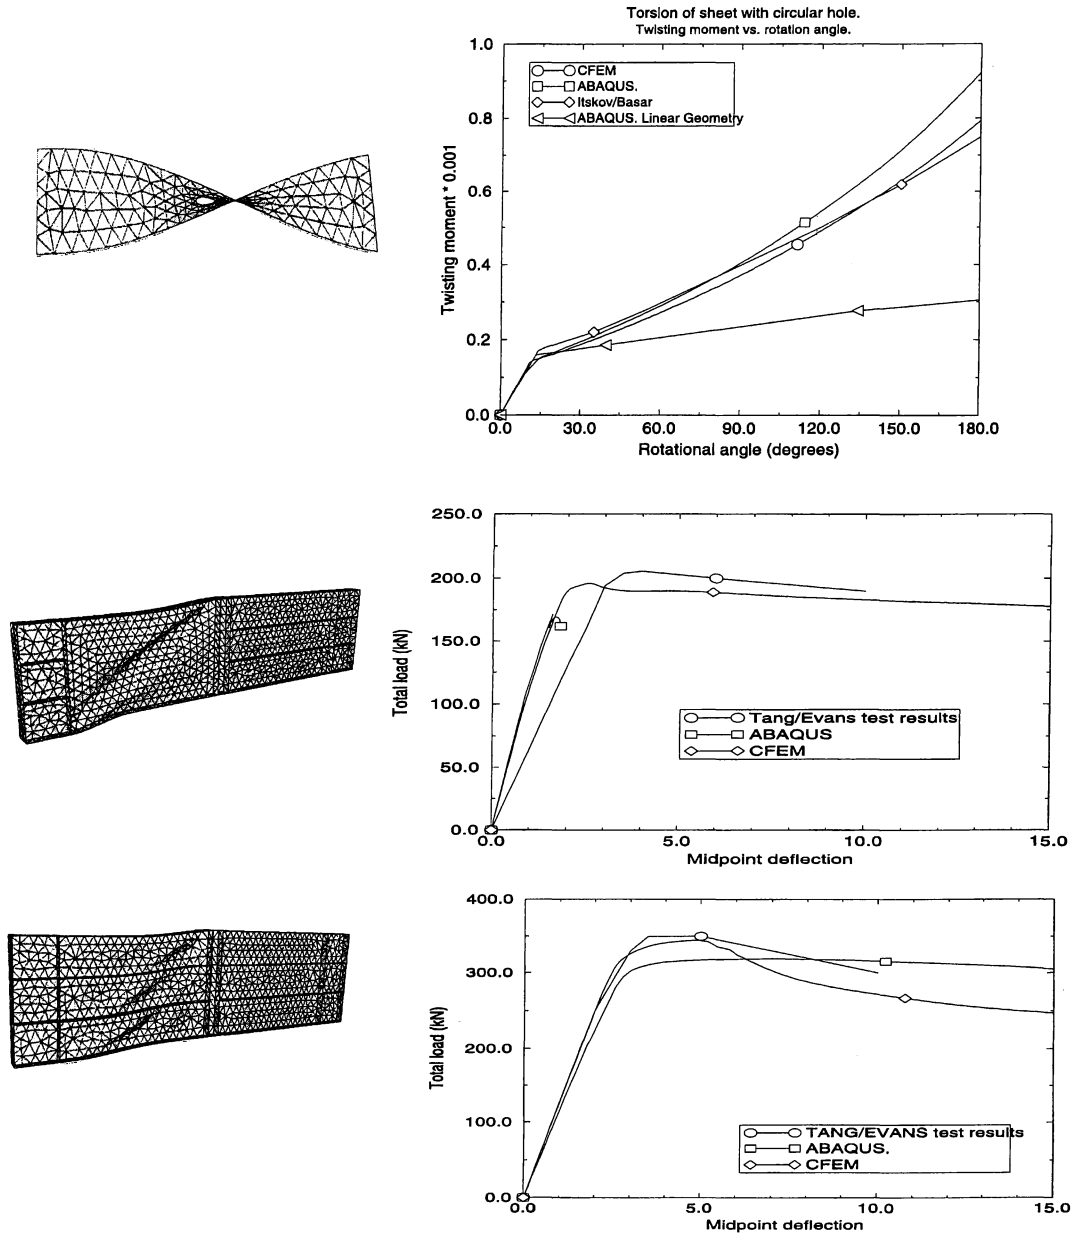 Torsion of sheet with circular hole.
Twisting moment vs. rotation angle.
1.0
0.8
0.6
0.4
0.2
0.0
Twisting moment * 0.001
CFEM
ABAQUS.
Itskov/Basar
ABAQUS. Linear Geometry
0.0 30.0 60.0 90.0 120.0 150.0 180.0
Rotational angle (degrees)
250.0
200.0
150.0
100.0
50.0
0.0
Total load (kN)
Tang/Evans test results
ABAQUS
CFEM
0.0 5.0 10.0 15.0
Midpoint deflection
400.0
300.0
200.0
100.0
0.0
Total load (kN)
TANG/EVANS test results
ABAQUS.
CFEM
0.0 5.0 10.0 15.0
Midpoint deflection